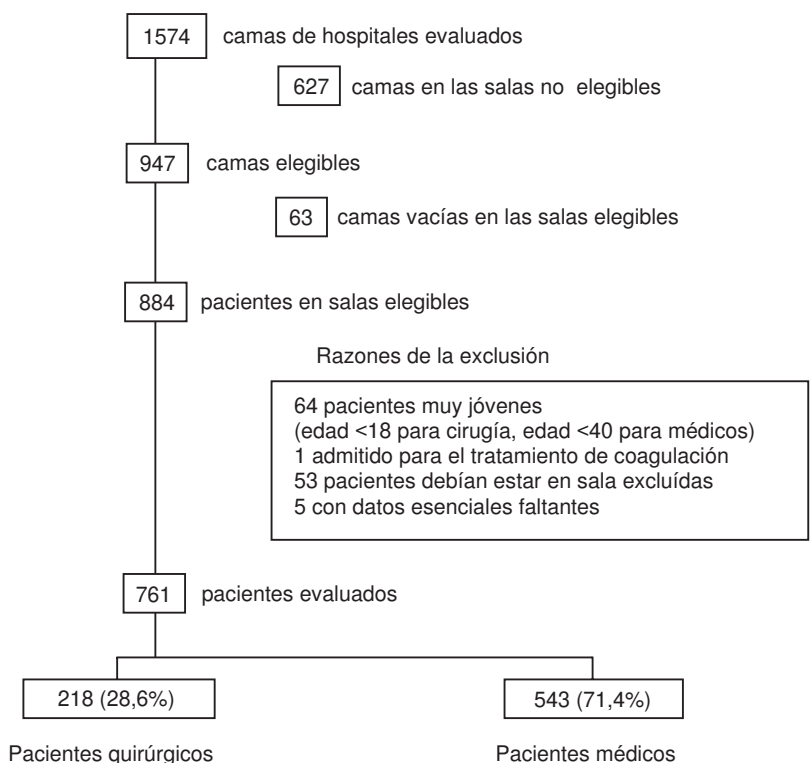 1574 camas de hospitales evaluados
627 camas en las salas no elegibles
947 camas elegibles
63 camas vacías en las salas elegibles
884 pacientes en salas elegibles
Razones de la exclusión
64 pacientes muy jóvenes
(edad <18 para cirugía, edad <40 para médicos)
1 admitido para el tratamiento de coagulación
53 pacientes debían estar en sala excluídas
5 con datos esenciales faltantes
761 pacientes evaluados
218 (28,6%) 543 (71,4%)
Pacientes quirúrgicos Pacientes médicos